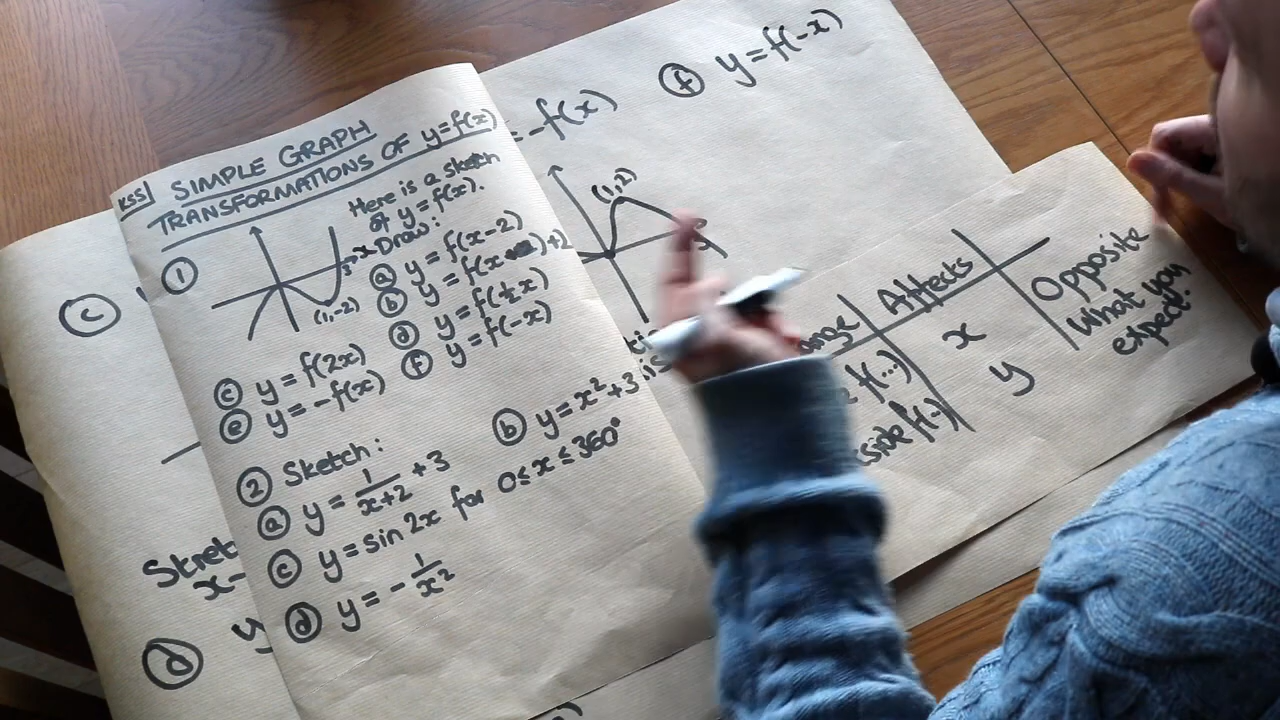 KS5 SIMPLE GRAPH
TRANSFORMATIONS OF y=f(x)
① Here is a sketch
of y=f(x).
Draw:
x
3
(1,-2)
ⓐ y=f(x-2)
ⓑ y=f(x)+2
ⓒ y=f(2x)
ⓓ y=f(½x)
ⓔ y=-f(x)
ⓕ y=f(-x)
② Sketch:
ⓐ y = 1/(x+2) + 3
ⓑ y=x²+3
ⓒ y=sin 2x for 0≤x≤360°
ⓓ y = - 1/x²
ⓒ
x-
ⓓ y
-f(x)
(1,2)
ⓕ y=f(-x)
Affects
f(...) x Opposite
what you
expect.
f(-) y